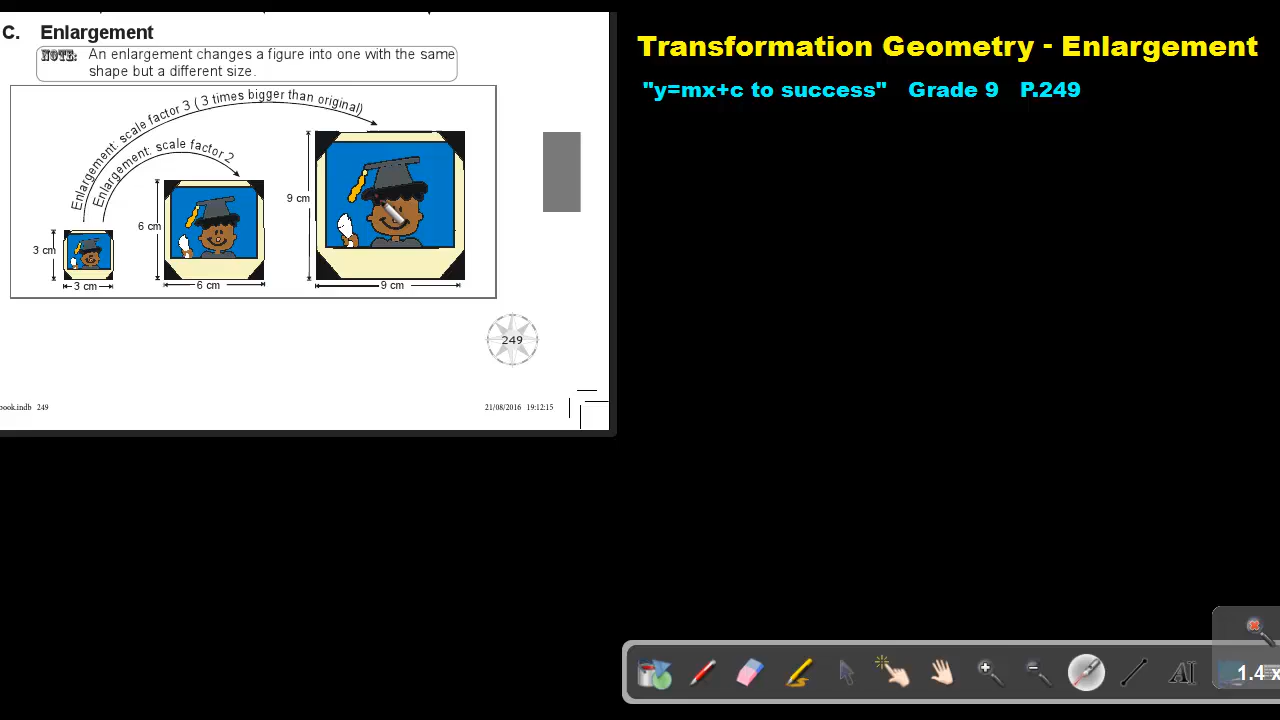 C. Enlargement
NOTE: An enlargement changes a figure into one with the same
shape but a different size.
Enlargement: scale factor 3 ( 3 times bigger than original)
Enlargement: scale factor 2
3 cm
3 cm
6 cm
6 cm
9 cm
9 cm
249
book.indb 249
21/08/2016 19:12:15
Transformation Geometry - Enlargement
"y=mx+c to success" Grade 9 P.249
AI
1.4 x